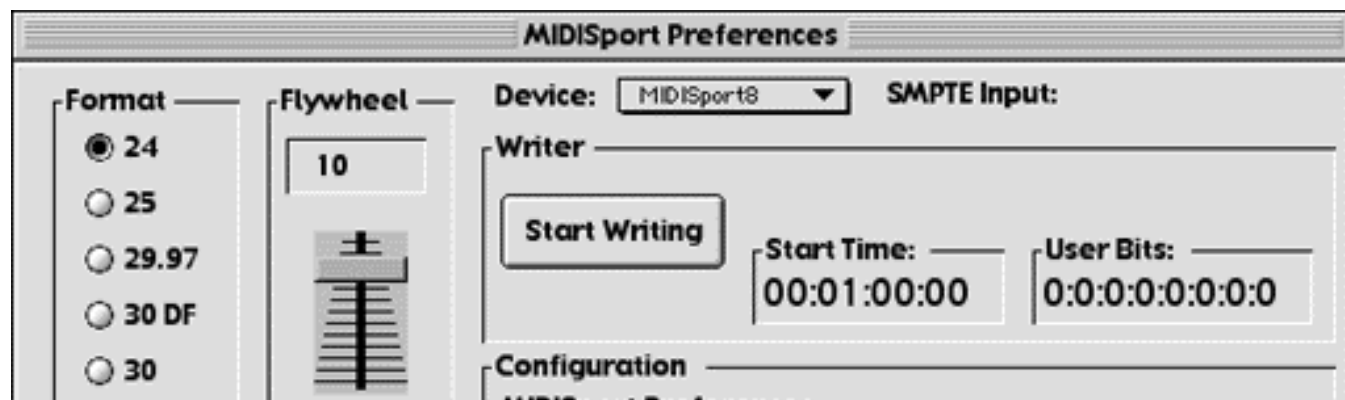 MIDISport Preferences
Format
24
25
29.97
30 DF
30
Flywheel
10
Device: MIDISport8 SMPTE Input:
Writer
Start Writing
Start Time:
00:01:00:00
User Bits:
0:0:0:0:0:0:0:0
Configuration